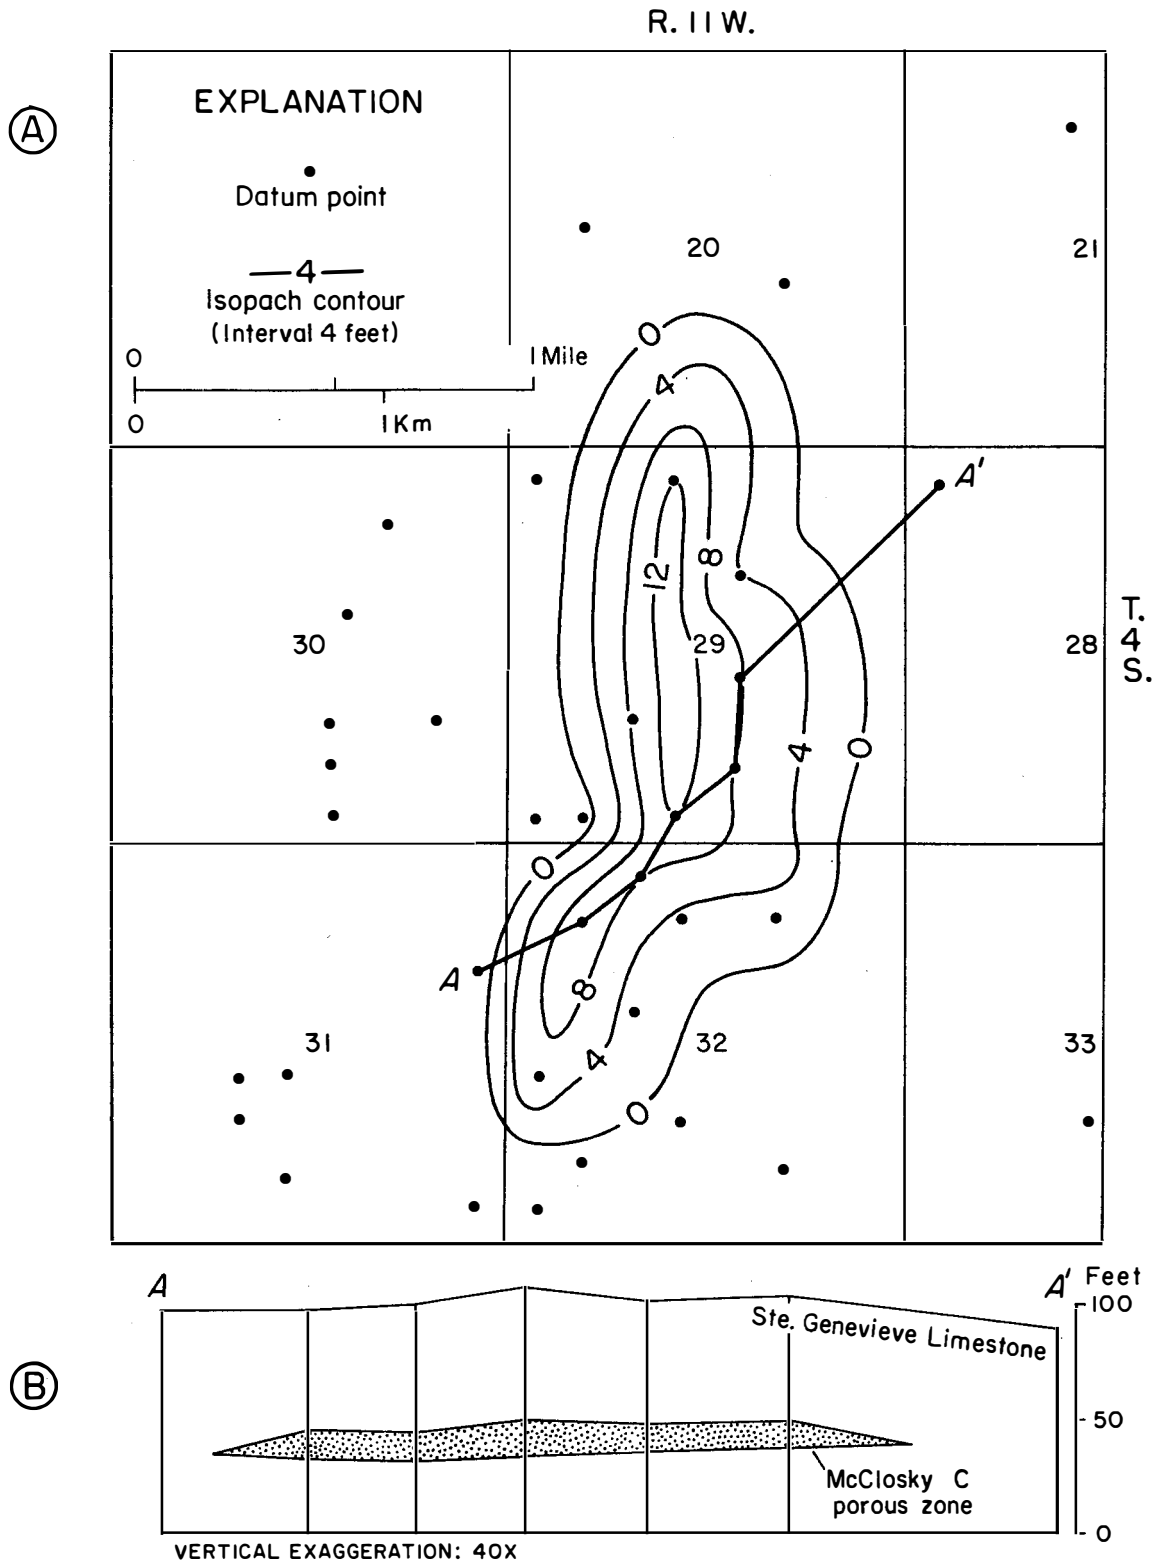 R. 11 W.
A
EXPLANATION
Datum point
4
Isopach contour
(Interval 4 feet)
0
1 Mile
0
1 Km
20
21
0
4
A'
8
12
30
29
28
T.
4
S.
4
0
0
A
8
31
32
33
4
0
A
A' Feet
100
Ste. Genevieve Limestone
B
50
McClosky C
porous zone
0
VERTICAL EXAGGERATION: 40X